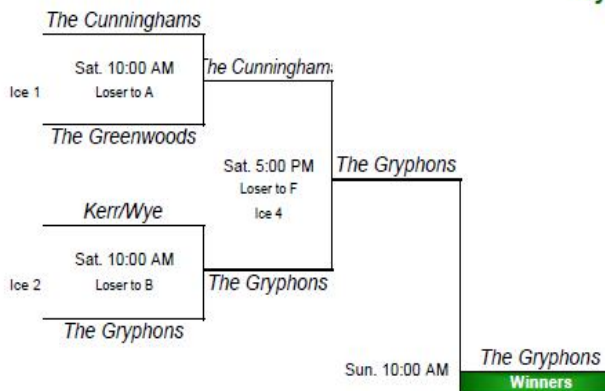 The Cunninghams
Sat. 10:00 AM
The Cunningham
Ice 1
Loser to A
The Greenwoods
Sat. 5:00 PM
The Gryphons
Loser to F
Kerr/Wye
Ice 4
Sat. 10:00 AM
Ice 2
Loser to B
The Gryphons
The Gryphons
Sun. 10:00 AM
The Gryphons
Winners